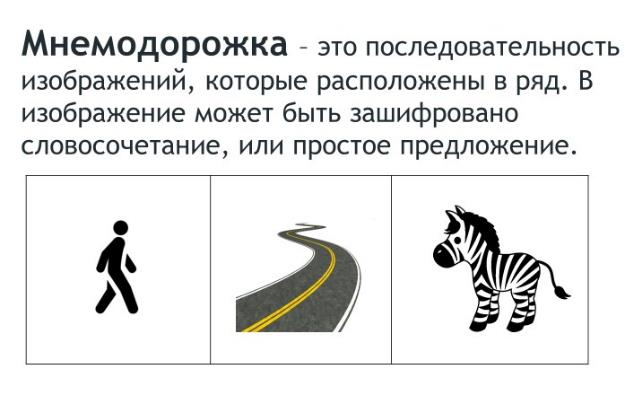 Мнемодорожка – это последовательность
изображений, которые расположены в ряд. В
изображение может быть зашифровано
словосочетание, или простое предложение.